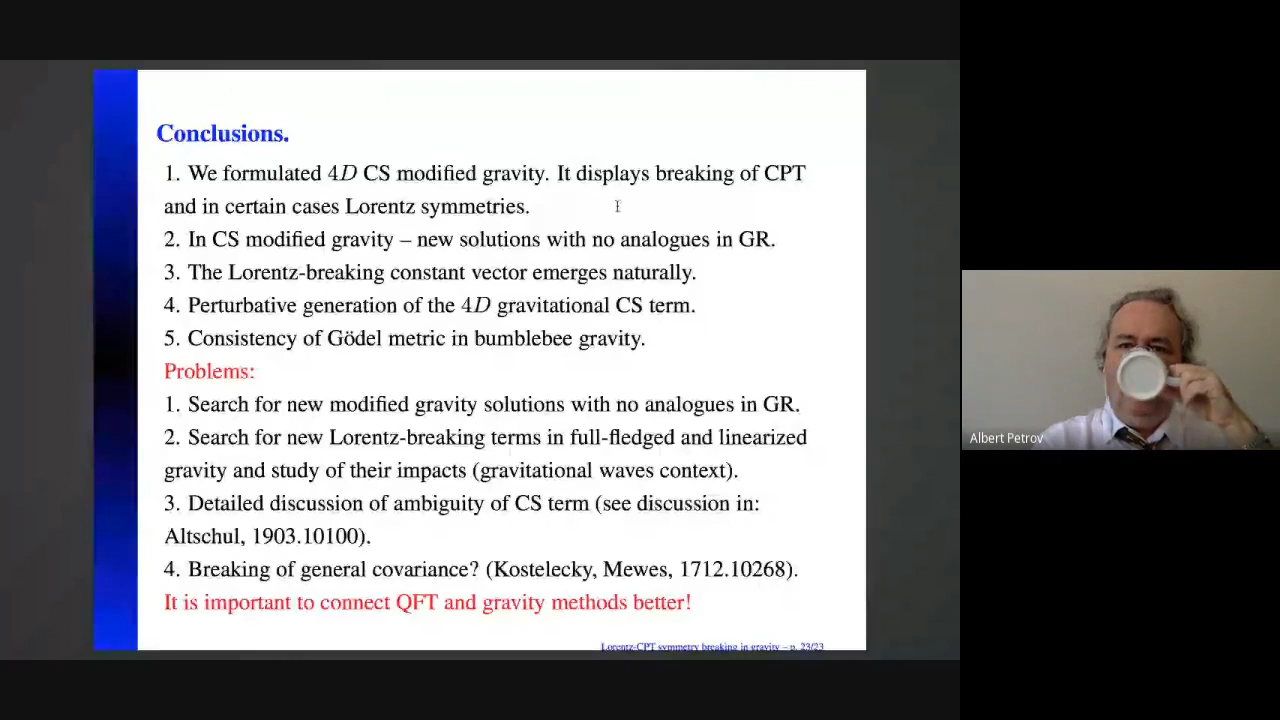 Conclusions.
1. We formulated 4D CS modified gravity. It displays breaking of CPT
and in certain cases Lorentz symmetries.
2. In CS modified gravity – new solutions with no analogues in GR.
3. The Lorentz-breaking constant vector emerges naturally.
4. Perturbative generation of the 4D gravitational CS term.
5. Consistency of Gödel metric in bumblebee gravity.
Problems:
1. Search for new modified gravity solutions with no analogues in GR.
2. Search for new Lorentz-breaking terms in full-fledged and linearized
gravity and study of their impacts (gravitational waves context).
3. Detailed discussion of ambiguity of CS term (see discussion in:
Altschul, 1903.10100).
4. Breaking of general covariance? (Kostelecky, Mewes, 1712.10268).
It is important to connect QFT and gravity methods better!
Lorentz-CPT symmetry breaking in gravity – p. 23/23
Albert Petrov